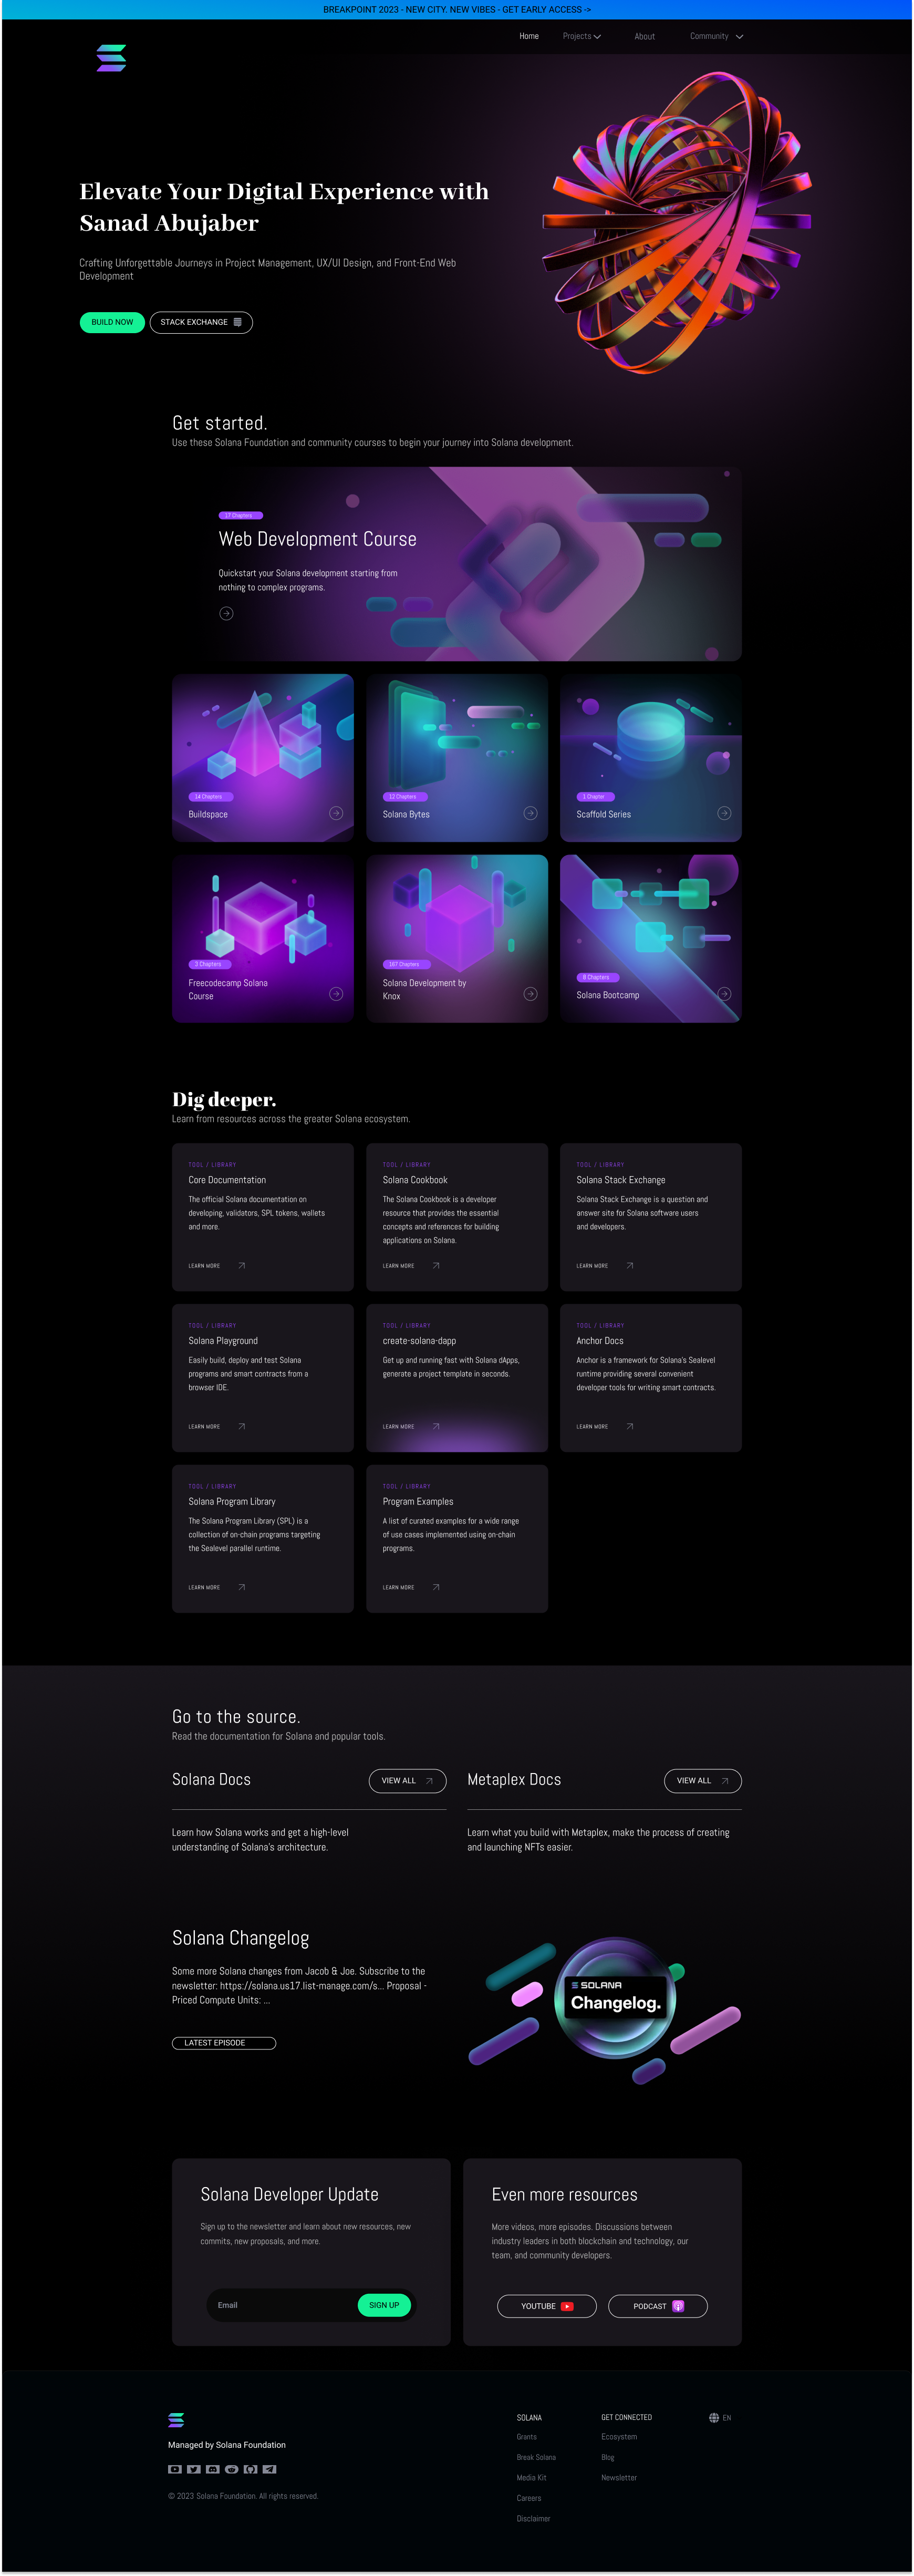 BREAKPOINT 2023 - NEW CITY. NEW VIBES - GET EARLY ACCESS ->
Home
Projects
About
Community
Elevate Your Digital Experience with
Sanad Abujaber
Crafting Unforgettable Journeys in Project Management, UX/UI Design, and Front-End Web
Development
BUILD NOW
STACK EXCHANGE
Get started.
Use these Solana Foundation and community courses to begin your journey into Solana development.
17 Chapters
Web Development Course
Quickstart your Solana development starting from
nothing to complex programs.
14 Chapters
Buildspace
12 Chapters
Solana Bytes
1 Chapter
Scaffold Series
3 Chapters
Freecodecamp Solana
Course
167 Chapters
Solana Development by
Knox
8 Chapters
Solana Bootcamp
Dig deeper.
Learn from resources across the greater Solana ecosystem.
TOOL / LIBRARY
Core Documentation
The official Solana documentation on
developing, validators, SPL tokens, wallets
and more.
LEARN MORE
TOOL / LIBRARY
Solana Cookbook
The Solana Cookbook is a developer
resource that provides the essential
concepts and references for building
applications on Solana.
LEARN MORE
TOOL / LIBRARY
Solana Stack Exchange
Solana Stack Exchange is a question and
answer site for Solana software users
and developers.
LEARN MORE
TOOL / LIBRARY
Solana Playground
Easily build, deploy and test Solana
programs and smart contracts from a
browser IDE.
LEARN MORE
TOOL / LIBRARY
create-solana-dapp
Get up and running fast with Solana dApps,
generate a project template in seconds.
LEARN MORE
TOOL / LIBRARY
Anchor Docs
Anchor is a framework for Solana's Sealevel
runtime providing several convenient
developer tools for writing smart contracts.
LEARN MORE
TOOL / LIBRARY
Solana Program Library
The Solana Program Library (SPL) is a
collection of on-chain programs targeting
the Sealevel parallel runtime.
LEARN MORE
TOOL / LIBRARY
Program Examples
A list of curated examples for a wide range
of use cases implemented using on-chain
programs.
LEARN MORE
Go to the source.
Read the documentation for Solana and popular tools.
Solana Docs
VIEW ALL
Learn how Solana works and get a high-level
understanding of Solana's architecture.
Metaplex Docs
VIEW ALL
Learn what you build with Metaplex, make the process of creating
and launching NFTs easier.
Solana Changelog
Some more Solana changes from Jacob & Joe. Subscribe to the
newsletter: https://solana.us17.list-manage.com/s... Proposal -
Priced Compute Units: ...
LATEST EPISODE
SOLANA
Changelog.
Solana Developer Update
Sign up to the newsletter and learn about new resources, new
commits, new proposals, and more.
Email
SIGN UP
Even more resources
More videos, more episodes. Discussions between
industry leaders in both blockchain and technology, our
team, and community developers.
YOUTUBE
PODCAST
Managed by Solana Foundation
© 2023 Solana Foundation. All rights reserved.
SOLANA
Grants
Break Solana
Media Kit
Careers
Disclaimer
GET CONNECTED
Ecosystem
Blog
Newsletter
EN